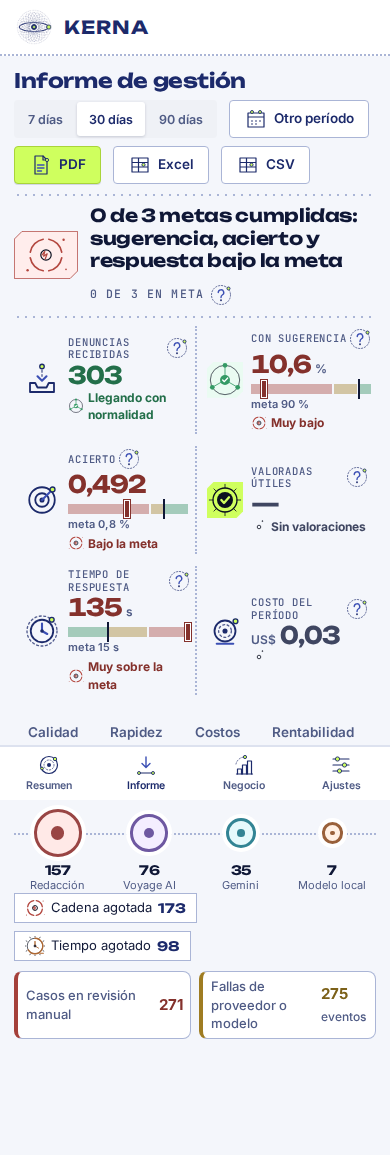 KERNA
Informe de gestión
7 días
30 días
90 días
Otro período
PDF
Excel
CSV
0 de 3 metas cumplidas:
sugerencia, acierto y
respuesta bajo la meta
0 DE 3 EN META ?
DENUNCIAS
RECIBIDAS
?
303
Llegando con
normalidad
CON SUGERENCIA ?
10,6 %
meta 90 %
Muy bajo
ACIERTO ?
0,492
meta 0,8 %
Bajo la meta
VALORADAS
ÚTILES
?
—
Sin valoraciones
TIEMPO DE
RESPUESTA
?
135 s
meta 15 s
Muy sobre la
meta
COSTO DEL
PERÍODO
?
US$ 0,03
Calidad
Rapidez
Costos
Rentabilidad
Resumen
Informe
Negocio
Ajustes
157
Redacción
76
Voyage AI
35
Gemini
7
Modelo local
Cadena agotada 173
Tiempo agotado 98
Casos en revisión
manual
271
Fallas de
proveedor o
modelo
275
eventos